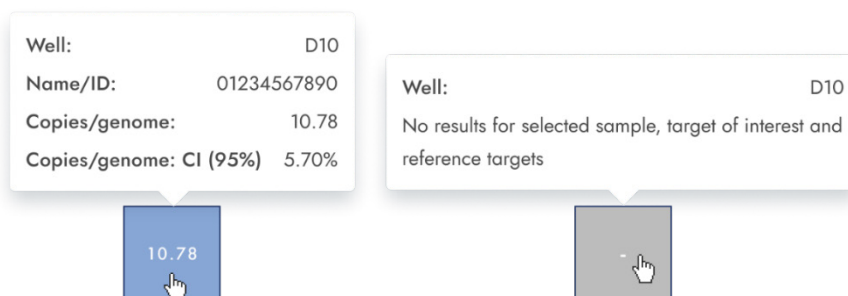 Well: D10
Name/ID: 01234567890
Copies/genome: 10.78
Copies/genome: CI (95%) 5.70%
10.78
Well: D10
No results for selected sample, target of interest and
reference targets
-